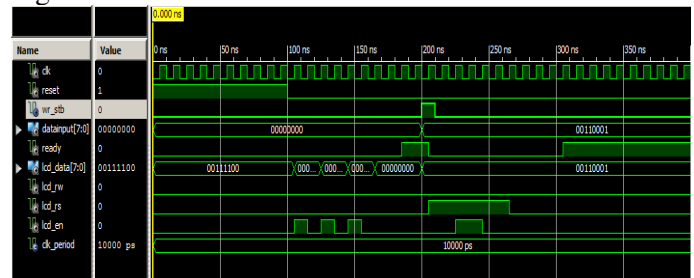 0.000 ns
Name Value 0 ns 50 ns 100 ns 150 ns 200 ns 250 ns 300 ns 350 ns
clk 0
reset 1
wr_stb 0
datainput[7:0] 00000000 00000000 00110001
ready 0
lcd_data[7:0] 00111100 00111100 000... 000... 000... 00000000 00110001
lcd_rw 0
lcd_rs 0
lcd_en 0
clk_period 10000 ps 10000 ps